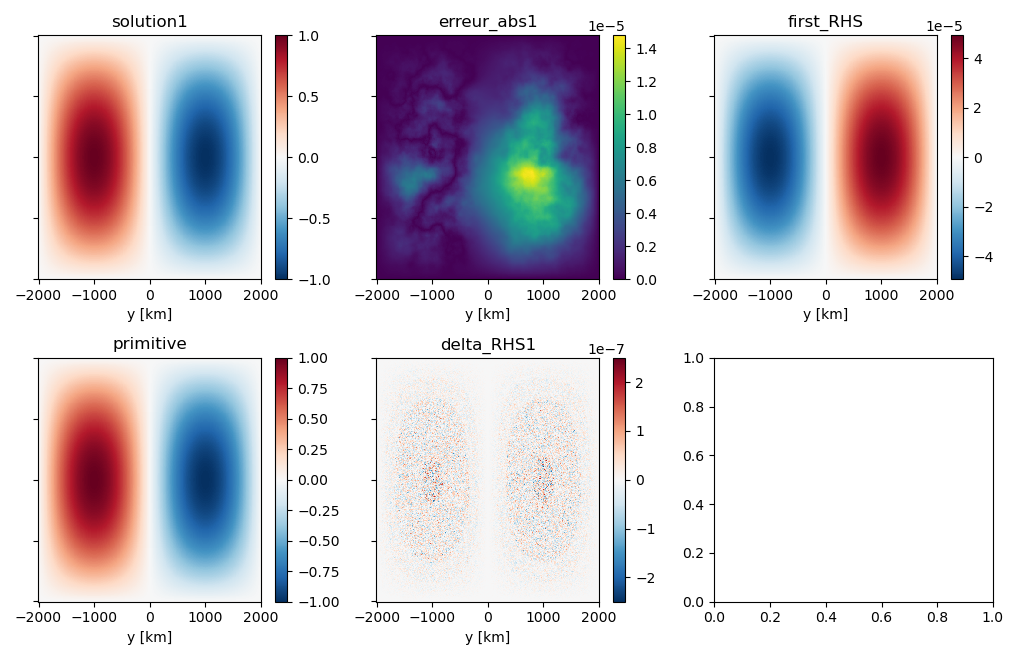 solution1
1.0
0.5
0.0
−0.5
−1.0
−2000 −1000 0 1000 2000
y [km]
erreur_abs1
1e−5
1.4
1.2
1.0
0.8
0.6
0.4
0.2
0.0
−2000 −1000 0 1000 2000
y [km]
first_RHS
1e−5
4
2
0
−2
−4
−2000 −1000 0 1000 2000
y [km]
primitive
1.00
0.75
0.50
0.25
0.00
−0.25
−0.50
−0.75
−1.00
−2000 −1000 0 1000 2000
y [km]
delta_RHS1
1e−7
2
1
0
−1
−2
−2000 −1000 0 1000 2000
y [km]
1.0
0.8
0.6
0.4
0.2
0.0
0.0 0.2 0.4 0.6 0.8 1.0